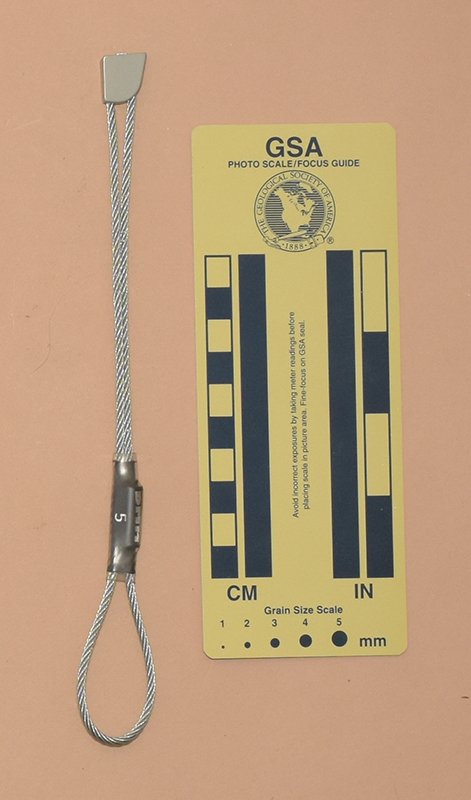 GSA
PHOTO SCALE/FOCUS GUIDE
THE GEOLOGICAL SOCIETY OF AMERICA
1888
®
Avoid incorrect exposures by taking meter readings before
placing scale in picture area. Fine-focus on GSA seal.
5
CM
IN
Grain Size Scale
1 2 3 4 5
mm